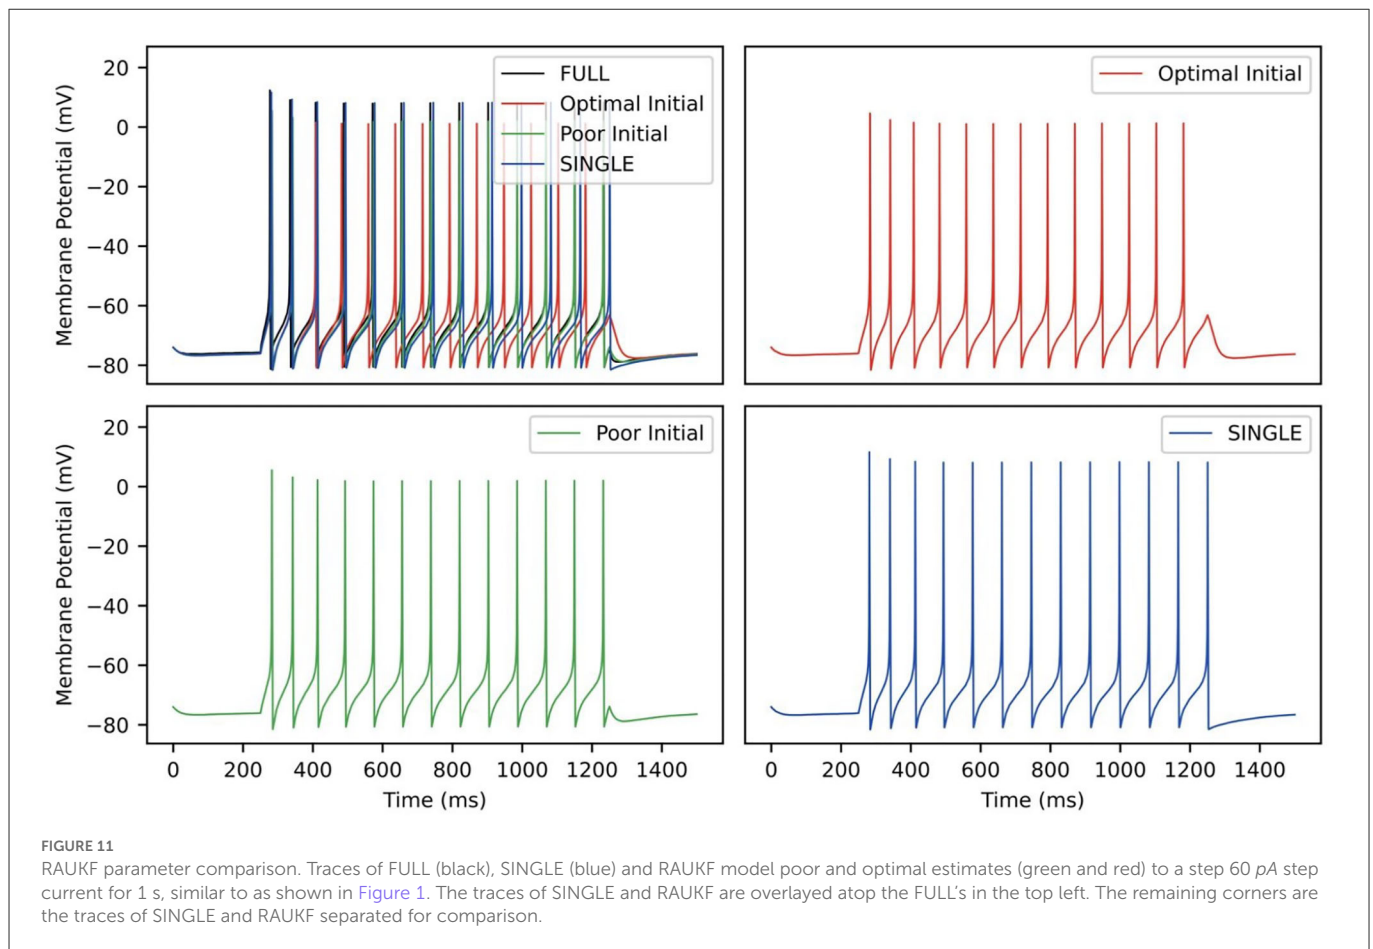 20
0
−20
−40
−60
−80
Membrane Potential (mV)
FULL
Optimal Initial
Poor Initial
SINGLE
Optimal Initial
20
0
−20
−40
−60
−80
Membrane Potential (mV)
Poor Initial
0 200 400 600 800 1000 1200 1400
Time (ms)
SINGLE
0 200 400 600 800 1000 1200 1400
Time (ms)
FIGURE 11
RAUKF parameter comparison. Traces of FULL (black), SINGLE (blue) and RAUKF model poor and optimal estimates (green and red) to a step 60 pA step
current for 1 s, similar to as shown in Figure 1. The traces of SINGLE and RAUKF are overlayed atop the FULL's in the top left. The remaining corners are
the traces of SINGLE and RAUKF separated for comparison.